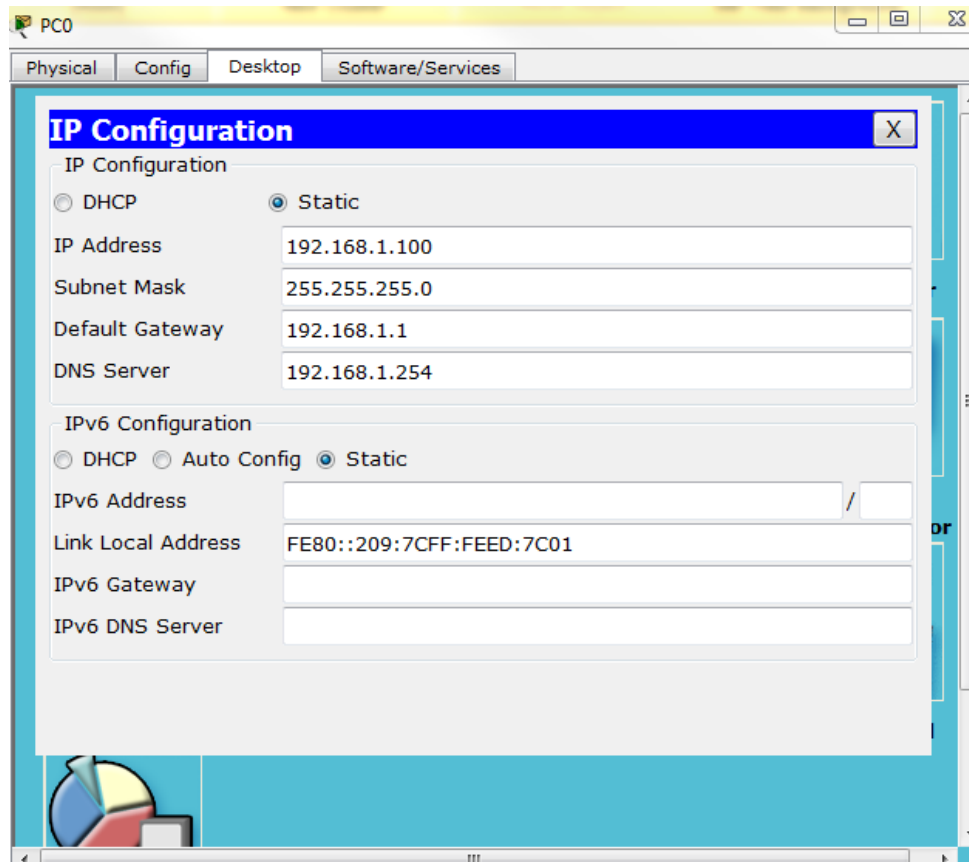 PC0
Physical Config Desktop Software/Services
IP Configuration X
IP Configuration
DHCP Static
IP Address 192.168.1.100
Subnet Mask 255.255.255.0
Default Gateway 192.168.1.1
DNS Server 192.168.1.254
IPv6 Configuration
DHCP Auto Config Static
IPv6 Address /
Link Local Address FE80::209:7CFF:FEED:7C01
or
IPv6 Gateway
IPv6 DNS Server